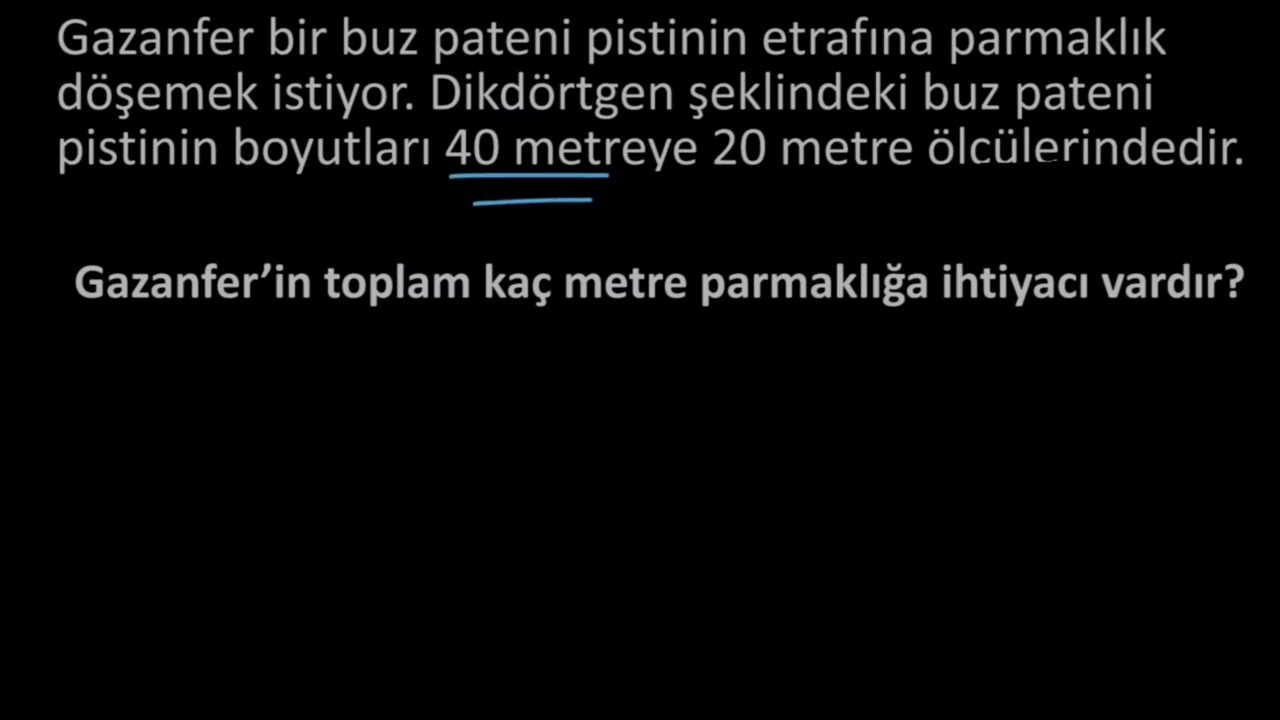 Gazanfer bir buz pateni pistinin etrafına parmaklık
döşemek istiyor. Dikdörtgen şeklindeki buz pateni
pistinin boyutları 40 metreye 20 metre ölcülerindedir.
Gazanfer’in toplam kaç metre parmaklığa ihtiyacı vardır?